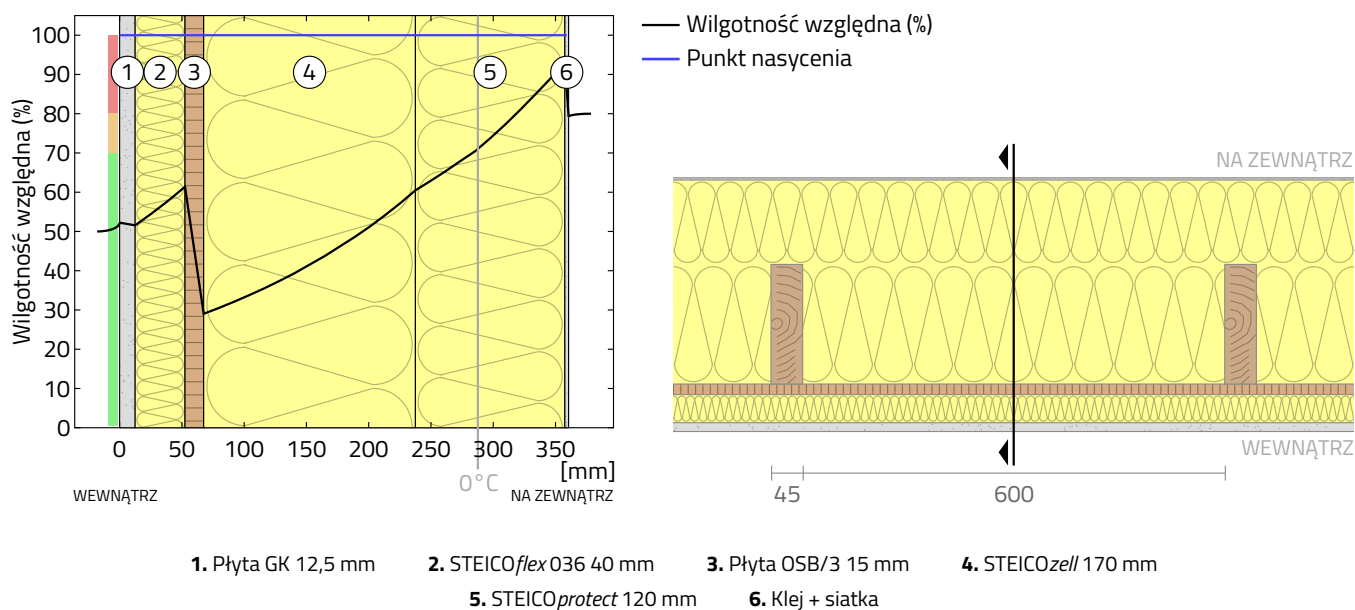 Wilgotność względna (%)
100
90
80
70
60
50
40
30
20
10
0
1
2
3
4
5
6
0 50 100 150 200 250 300 350
[mm]
0°C
WEWNĄTRZ
NA ZEWNĄTRZ
Wilgotność względna (%)
Punkt nasycenia
NA ZEWNĄTRZ
WEWNĄTRZ
45 600
1. Płyta GK 12,5 mm 2. STEICOflex 036 40 mm 3. Płyta OSB/3 15 mm 4. STEICOzell 170 mm
5. STEICOprotect 120 mm 6. Klej + siatka